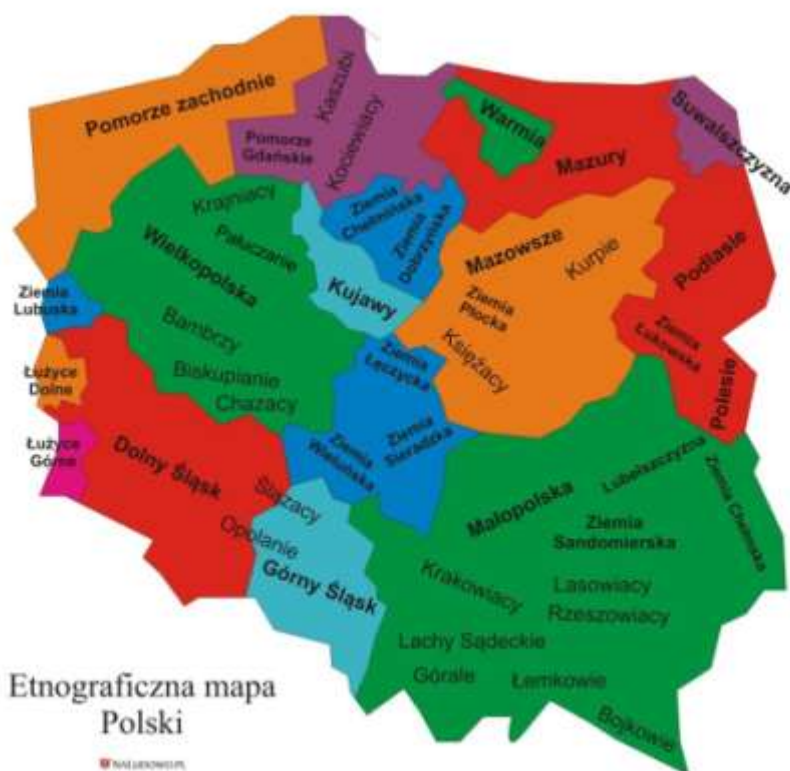 Pomorze zachodnie
Kaszubi
Pomorze
Gdańskie
Kociewiacy
Warmia
Mazury
Suwalszczyzna
Krajniacy
Pałuczanie
Wielkopolska
Ziemia
Chełmińska
Ziemia
Dobrzyńska
Kujawy
Mazowsze
Kurpie
Podlasie
Ziemia
Lubuska
Bambrzy
Ziemia
Płocka
Księżacy
Ziemia
Łukowska
Polesie
Łużyce
Dolne
Biskupianie
Chazacy
Ziemia
Łęczycka
Ziemia
Sieradzka
Ziemia
Wieluńska
Łużyce
Górne
Dolny Śląsk
Ślązacy
Opolanie
Górny Śląsk
Małopolska
Lubelszczyzna
Ziemia Chełmska
Ziemia
Sandomierska
Krakowiacy
Lasowiacy
Rzeszowiacy
Lachy Sądeckie
Górale
Łemkowie
Bojkowie
Etnograficzna mapa
Polski
NALUDOWO.PL